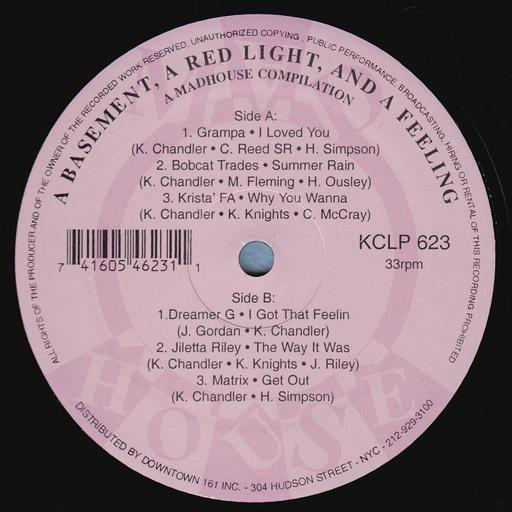 ALL RIGHTS OF THE PRODUCER AND OF THE OWNER OF THE RECORDED WORK RESERVED. UNAUTHORIZED COPYING, PUBLIC PERFORMANCE, BROADCASTING, HIRING OR RENTAL OF THIS RECORDING PROHIBITED
A BASEMENT, A RED LIGHT, AND A FEELING
A MADHOUSE COMPILATION
MAD
Side A:
1. Grampa • I Loved You
(K. Chandler • C. Reed SR • H. Simpson)
2. Bobcat Trades • Summer Rain
(K. Chandler • M. Fleming • H. Ousley)
3. Krista' FA • Why You Wanna
(K. Chandler • K. Knights • C. McCray)
7 41605 46231 1
KCLP 623
33rpm
Side B:
1.Dreamer G • I Got That Feelin
(J. Gordan • K. Chandler)
2. Jiletta Riley • The Way It Was
(K. Chandler • K. Knights • J. Riley)
3. Matrix • Get Out
(K. Chandler • H. Simpson)
HOUSE
DISTRIBUTED BY DOWNTOWN 161 INC. - 304 HUDSON STREET - NYC - 212-929-3100